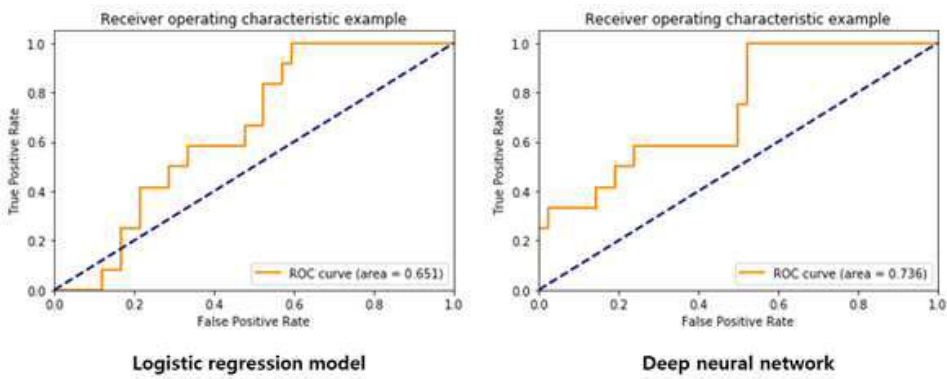 Receiver operating characteristic example
1.0
0.8
0.6
0.4
0.2
0.0
True Positive Rate
ROC curve (area = 0.651)
0.0 0.2 0.4 0.6 0.8 1.0
False Positive Rate
Logistic regression model
Receiver operating characteristic example
1.0
0.8
0.6
0.4
0.2
0.0
True Positive Rate
ROC curve (area = 0.736)
0.0 0.2 0.4 0.6 0.8 1.0
False Positive Rate
Deep neural network